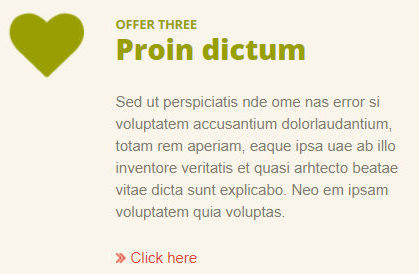 OFFER THREE
Proin dictum
Sed ut perspiciatis nde ome nas error si
voluptatem accusantium dolorlaudantium,
totam rem aperiam, eaque ipsa uae ab illo
inventore veritatis et quasi arhtecto beatae
vitae dicta sunt explicabo. Neo em ipsam
voluptatem quia voluptas.
Click here